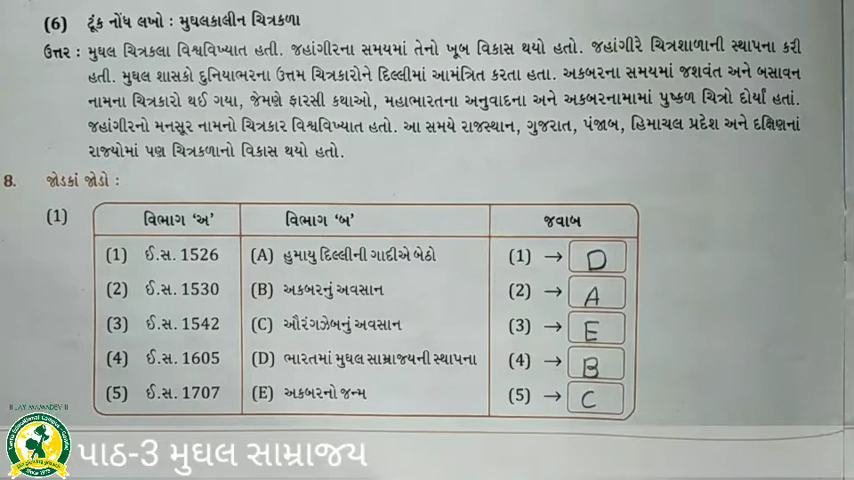 (6) ટૂંક નોંધ લખો : મુઘલકાલીન ચિત્રકળા
ઉત્તર : મુઘલ ચિત્રકલા વિશ્વવિખ્યાત હતી. જહાંગીરના સમયમાં તેનો ખૂબ વિકાસ થયો હતો. જહાંગીરે ચિત્રશાળાની સ્થાપના કરી
હતી. મુઘલ શાસકો દુનિયાભરના ઉત્તમ ચિત્રકારોને દિલ્લીમાં આમંત્રિત કરતા હતા. અકબરના સમયમાં જશવંત અને બસાવન
નામના ચિત્રકારો થઈ ગયા, જેમણે ફારસી કથાઓ, મહાભારતના અનુવાદના અને અકબરનામામાં પુષ્કળ ચિત્રો દોર્યાં હતાં.
જહાંગીરનો મનસૂર નામનો ચિત્રકાર વિશ્વવિખ્યાત હતો. આ સમયે રાજસ્થાન, ગુજરાત, પંજાબ, હિમાચલ પ્રદેશ અને દક્ષિણનાં
રાજ્યોમાં પણ ચિત્રકળાનો વિકાસ થયો હતો.
8. જોડકાં જોડો :
(1) વિભાગ ‘અ’ વિભાગ ‘બ’ જવાબ
(1) ઈ.સ. 1526 (A) હુમાયુ દિલ્લીની ગાદીએ બેઠો (1) → D
(2) ઈ.સ. 1530 (B) અકબરનું અવસાન (2) → A
(3) ઈ.સ. 1542 (C) ઔરંગઝેબનું અવસાન (3) → E
(4) ઈ.સ. 1605 (D) ભારતમાં મુઘલ સામ્રાજ્યની સ્થાપના (4) → B
(5) ઈ.સ. 1707 (E) અકબરનો જન્મ (5) → C
|| JAY MAMADEV ||
પાઠ-3 મુઘલ સામ્રાજ્ય